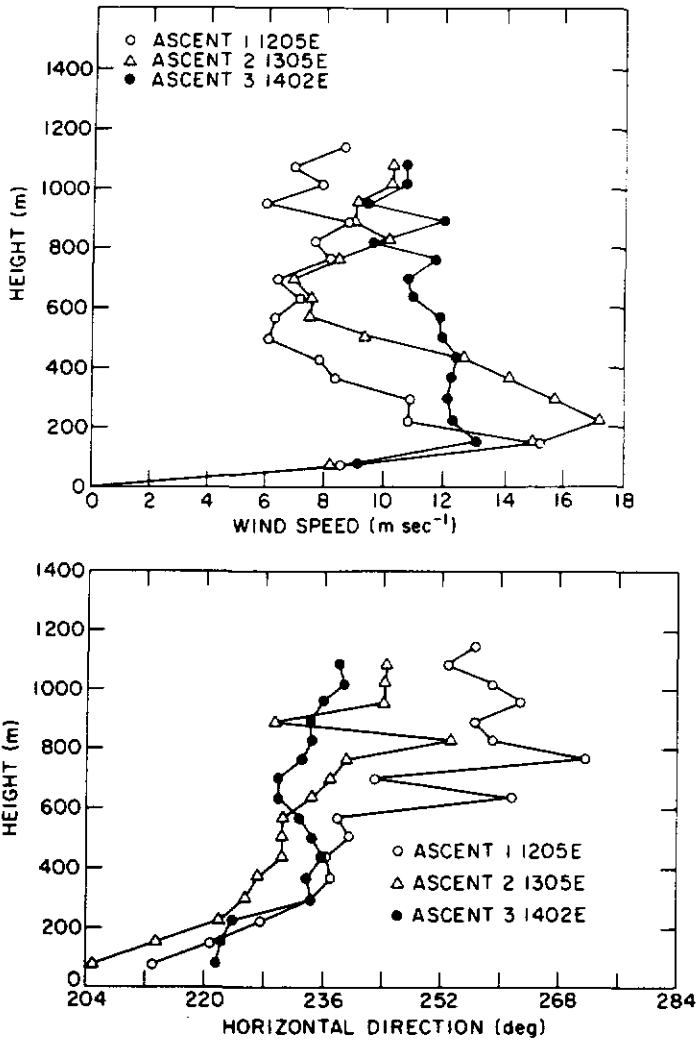 1400
1200
1000
800
600
400
200
0
HEIGHT (m)
○ ASCENT 1 1205E
△ ASCENT 2 1305E
● ASCENT 3 1402E
0 2 4 6 8 10 12 14 16 18
WIND SPEED (m sec⁻¹)
1400
1200
1000
800
600
400
200
0
HEIGHT (m)
○ ASCENT 1 1205E
△ ASCENT 2 1305E
● ASCENT 3 1402E
204 220 236 252 268 284
HORIZONTAL DIRECTION (deg)